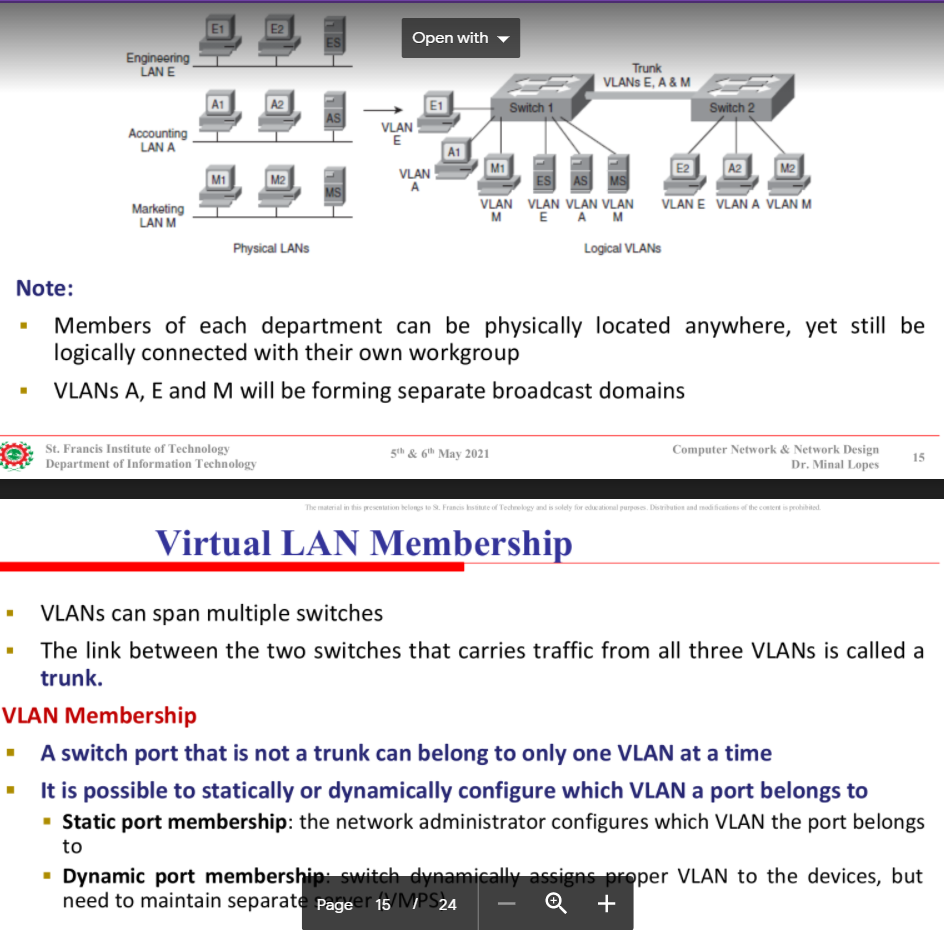 E1
E2
ES
Engineering
LAN E
A1
A2
AS
Accounting
LAN A
M1
M2
MS
Marketing
LAN M
Physical LANs
Open with
Trunk
VLANs E, A & M
Switch 1
Switch 2
E1
VLAN
E
A1
VLAN
A
M1
ES
AS
MS
E2
A2
M2
VLAN VLAN VLAN VLAN
M E A M
VLAN E VLAN A VLAN M
Logical VLANs
Note:
Members of each department can be physically located anywhere, yet still be
logically connected with their own workgroup
VLANs A, E and M will be forming separate broadcast domains
St. Francis Institute of Technology
Department of Information Technology
5th & 6th May 2021
Computer Network & Network Design
Dr. Minal Lopes
15
The material in this presentation belongs to St. Francis Institute of Technology and is solely for educational purposes. Distribution and modifications of the content is prohibited.
Virtual LAN Membership
VLANs can span multiple switches
The link between the two switches that carries traffic from all three VLANs is called a
trunk.
VLAN Membership
A switch port that is not a trunk can belong to only one VLAN at a time
It is possible to statically or dynamically configure which VLAN a port belongs to
Static port membership: the network administrator configures which VLAN the port belongs
to
Dynamic port membership: switch dynamically assigns proper VLAN to the devices, but
need to maintain separate server (VMPS)
Page 15 / 24